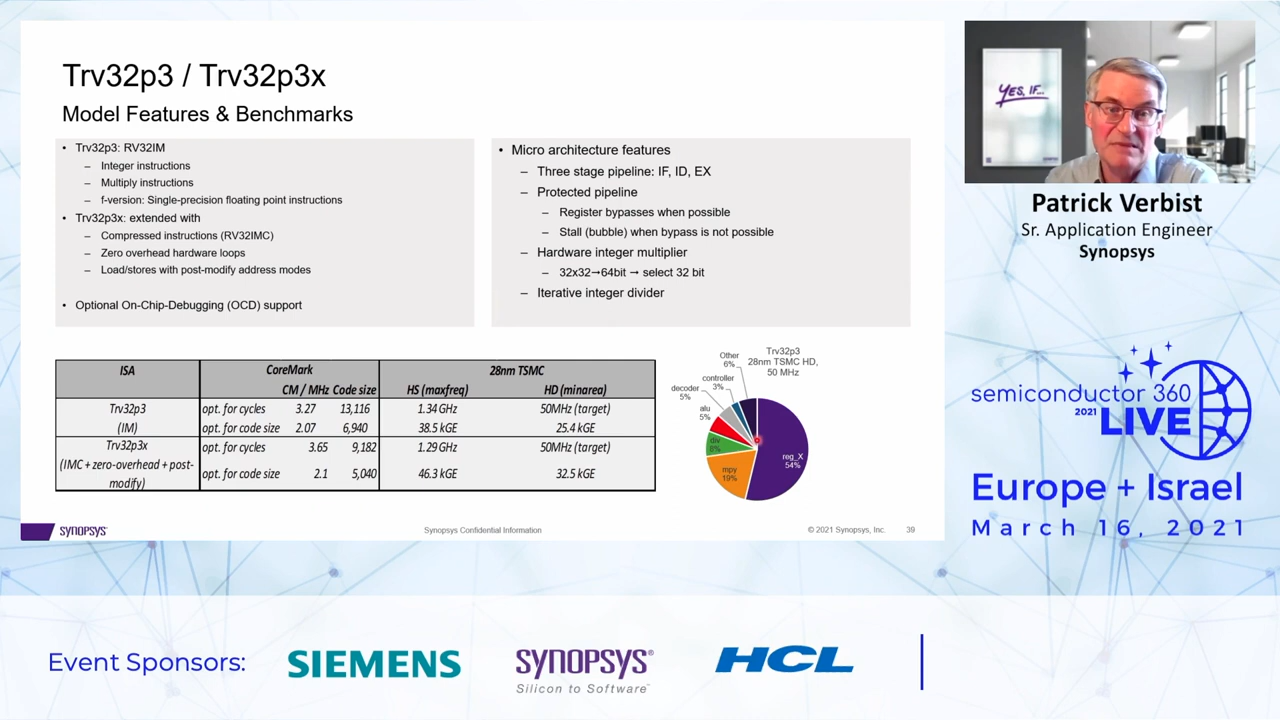 Trv32p3 / Trv32p3x
Model Features & Benchmarks
• Trv32p3: RV32IM
– Integer instructions
– Multiply instructions
– f-version: Single-precision floating point instructions
• Trv32p3x: extended with
– Compressed instructions (RV32IMC)
– Zero overhead hardware loops
– Load/stores with post-modify address modes
• Optional On-Chip-Debugging (OCD) support
• Micro architecture features
– Three stage pipeline: IF, ID, EX
– Protected pipeline
– Register bypasses when possible
– Stall (bubble) when bypass is not possible
– Hardware integer multiplier
– 32x32→64bit → select 32 bit
– Iterative integer divider
ISA CoreMark 28nm TSMC
CM / MHz Code size HS (maxfreq) HD (minarea)
Trv32p3 opt. for cycles 3.27 13,116 1.34 GHz 50MHz (target)
(IM) opt. for code size 2.07 6,940 38.5 kGE 25.4 kGE
Trv32p3x opt. for cycles 3.65 9,182 1.29 GHz 50MHz (target)
(IMC + zero-overhead + post-
modify) opt. for code size 2.1 5,040 46.3 kGE 32.5 kGE
Trv32p3
28nm TSMC HD,
50 MHz
Other
6%
controller
3%
decoder
5%
alu
5%
div
8%
mpy
19%
reg_X
54%
SYNOPSYS®
Synopsys Confidential Information
© 2021 Synopsys, Inc. 39
YES, IF...
Patrick Verbist
Sr. Application Engineer
Synopsys
semiconductor 360
2021 LIVE
Europe + Israel
March 16, 2021
Event Sponsors:
SIEMENS
SYNOPSYS®
Silicon to Software™
HCL